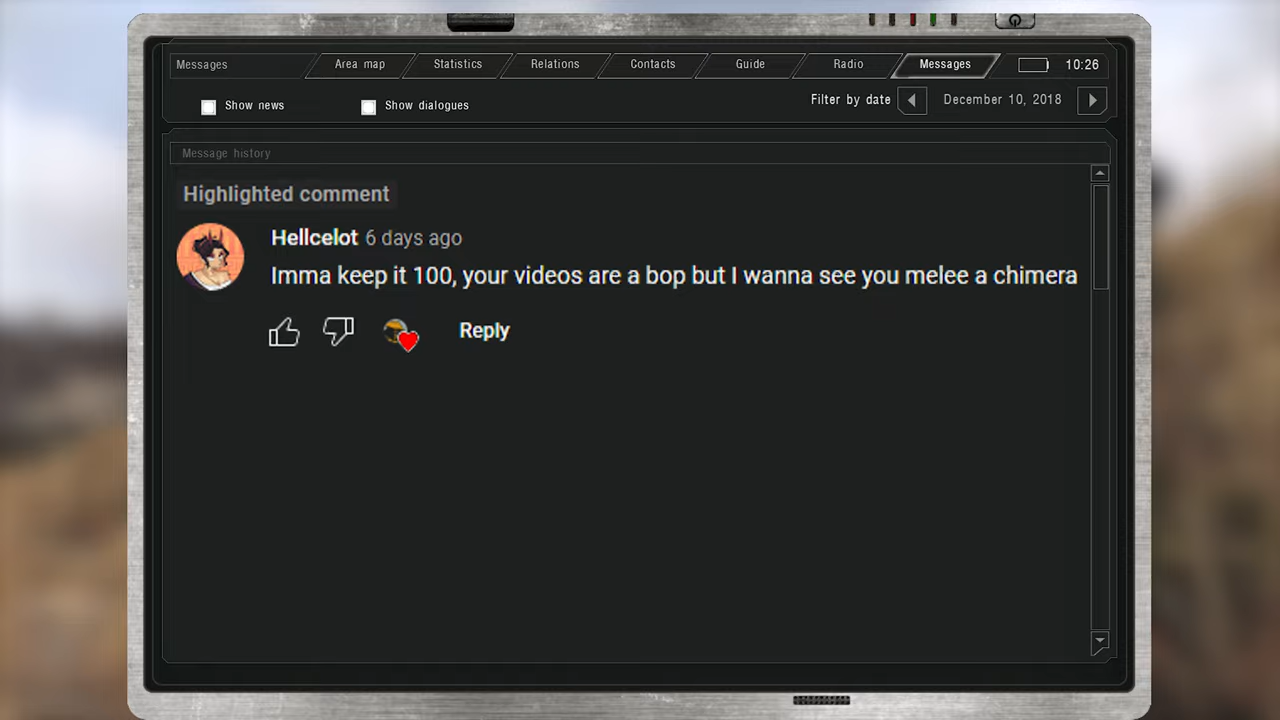 Messages Area map Statistics Relations Contacts Guide Radio Messages 10:26
Show news Show dialogues Filter by date December 10, 2018
Message history
Highlighted comment
Hellcelot 6 days ago
Imma keep it 100, your videos are a bop but I wanna see you melee a chimera
Reply